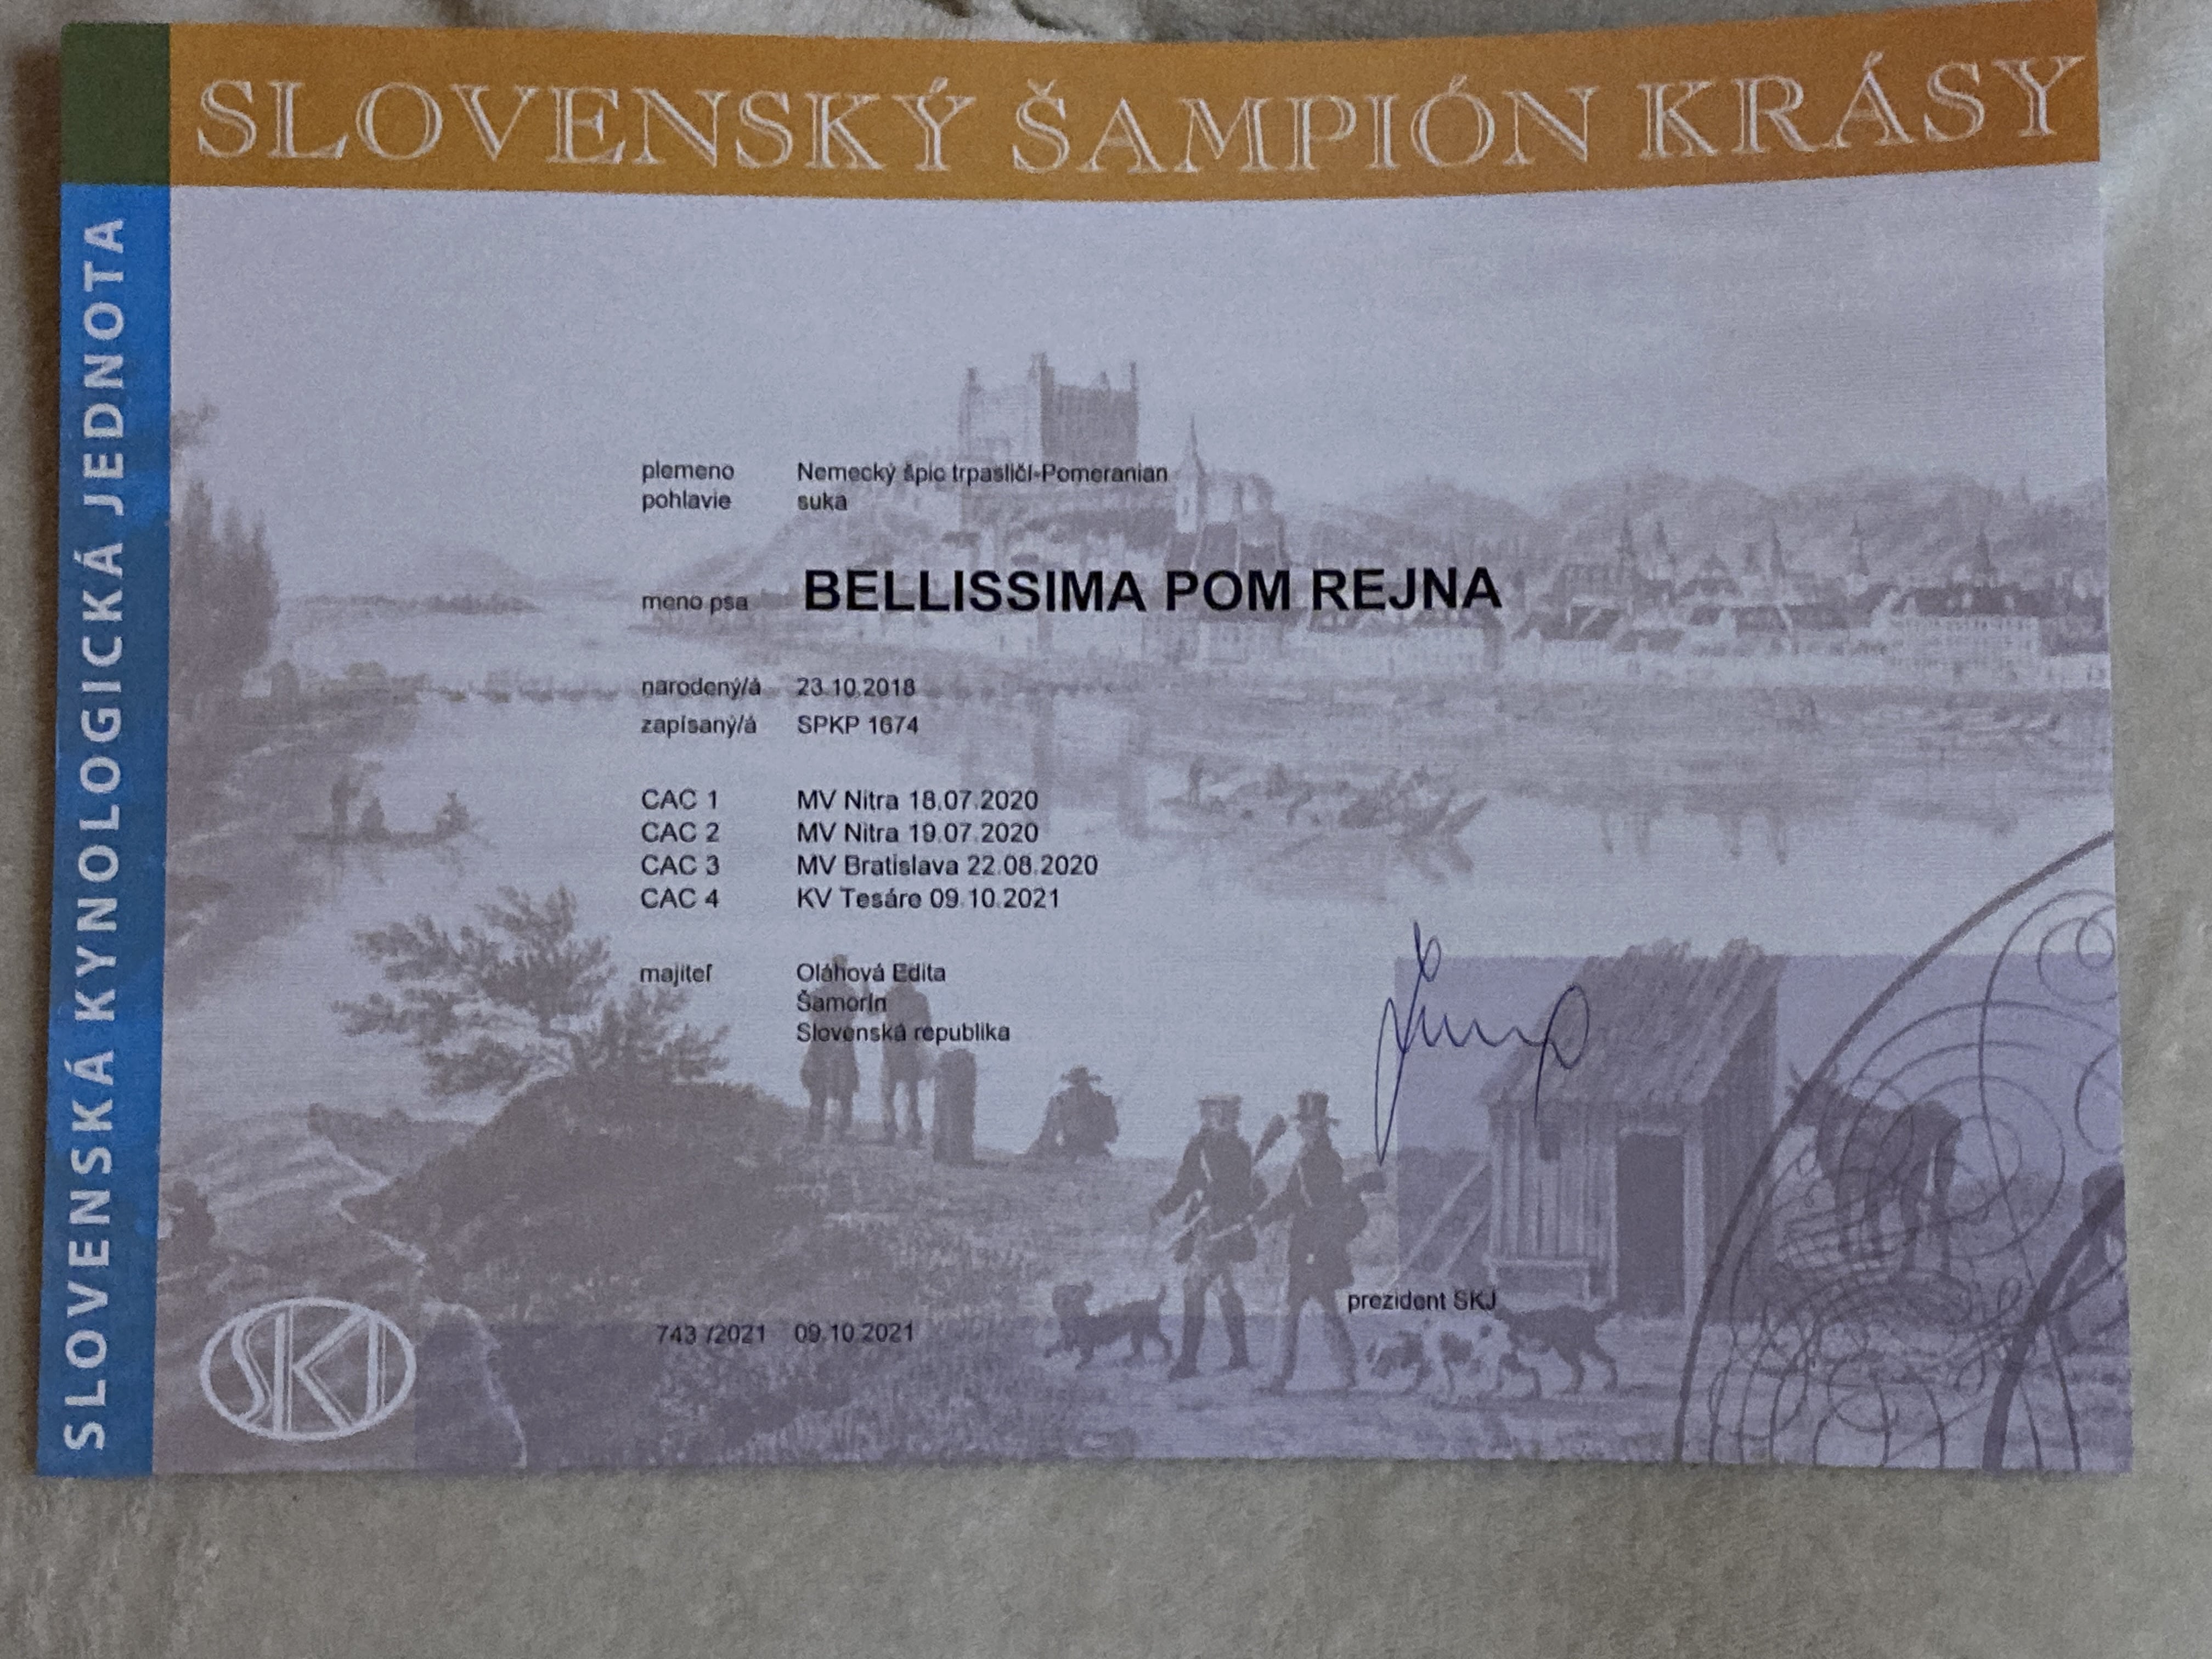 SLOVENSKÝ ŠAMPIÓN KRÁSY
SLOVENSKÁ KYNOLOGICKÁ JEDNOTA
plemeno Nemecký špic trpasličí-Pomeranian
pohlavie suka
meno psa BELLISSIMA POM REJNA
narodený/á 23.10.2018
zapísaný/á SPKP 1674
CAC 1 MV Nitra 18.07.2020
CAC 2 MV Nitra 19.07.2020
CAC 3 MV Bratislava 22.08.2020
CAC 4 KV Tesáre 09.10.2021
majiteľ Oláhová Edita
Šamorín
Slovenská republika
prezident SKJ
743 /2021 09.10.2021
SKJ